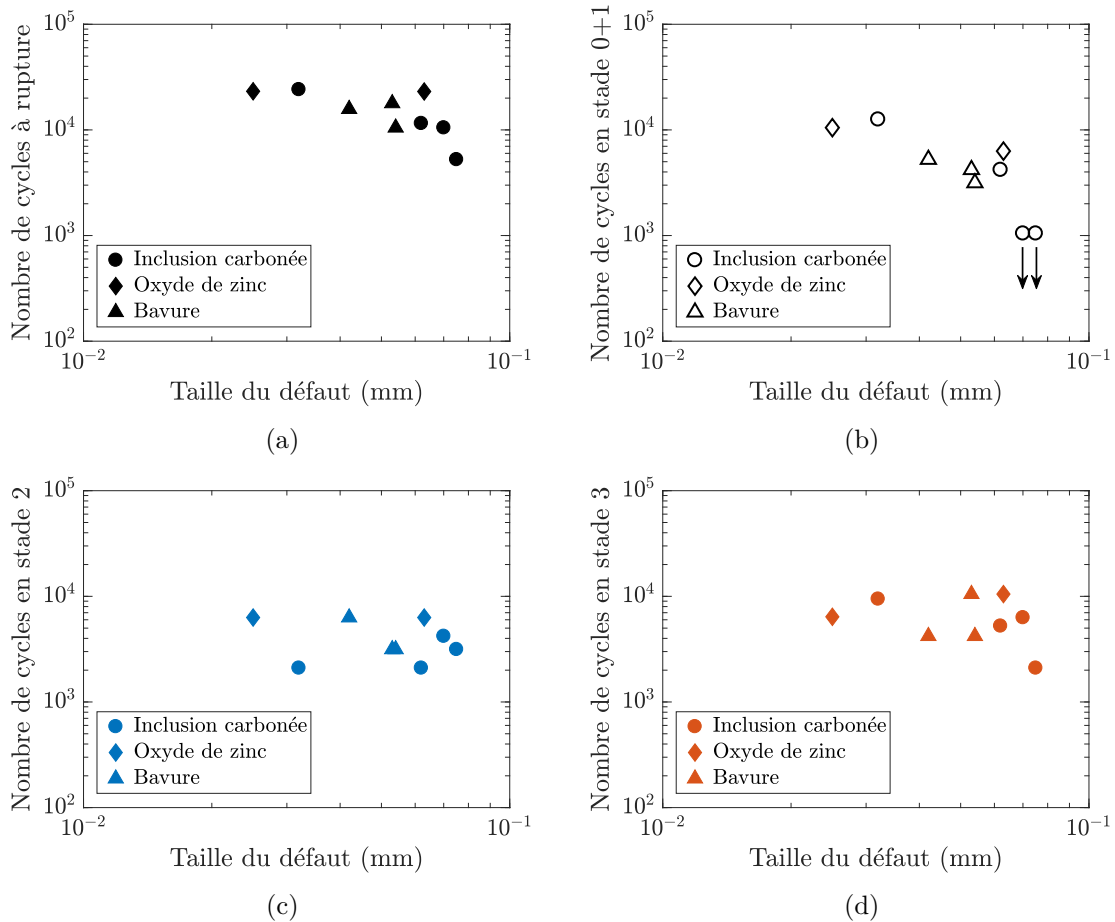 10^5
10^4
10^3
10^2
10^{-2}
10^{-1}
Nombre de cycles à rupture
Taille du défaut (mm)
Inclusion carbonée
Oxyde de zinc
Bavure
(a)
10^5
10^4
10^3
10^2
10^{-2}
10^{-1}
Nombre de cycles en stade 0+1
Taille du défaut (mm)
Inclusion carbonée
Oxyde de zinc
Bavure
(b)
10^5
10^4
10^3
10^2
10^{-2}
10^{-1}
Nombre de cycles en stade 2
Taille du défaut (mm)
Inclusion carbonée
Oxyde de zinc
Bavure
(c)
10^5
10^4
10^3
10^2
10^{-2}
10^{-1}
Nombre de cycles en stade 3
Taille du défaut (mm)
Inclusion carbonée
Oxyde de zinc
Bavure
(d)